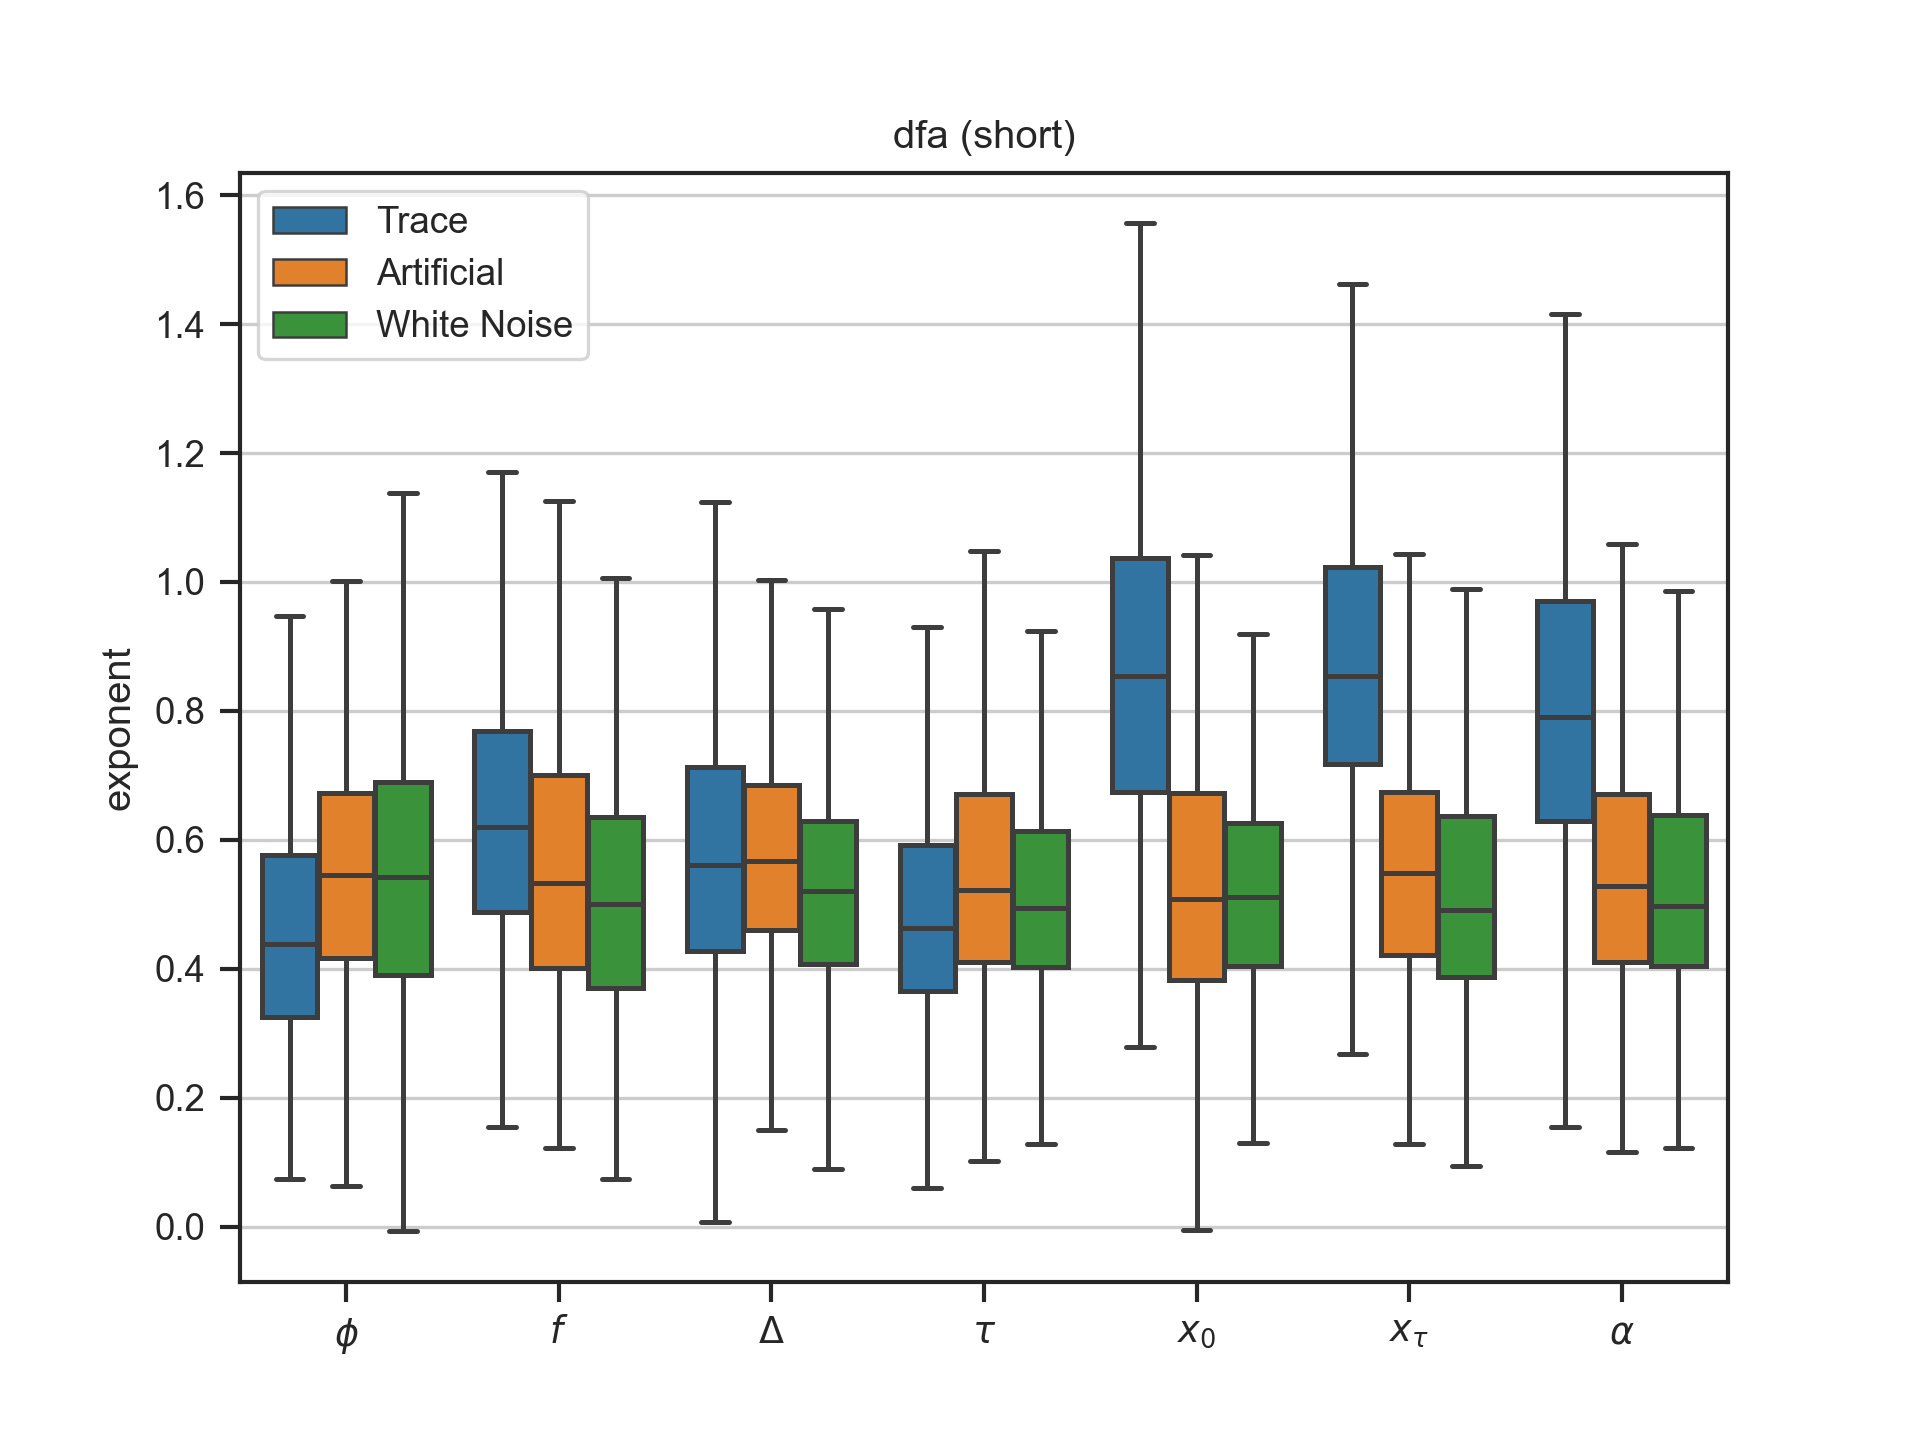 dfa (short)
1.6
1.4
1.2
1.0
0.8
0.6
0.4
0.2
0.0
exponent
Trace
Artificial
White Noise
ϕ f Δ τ x₀ x_τ α